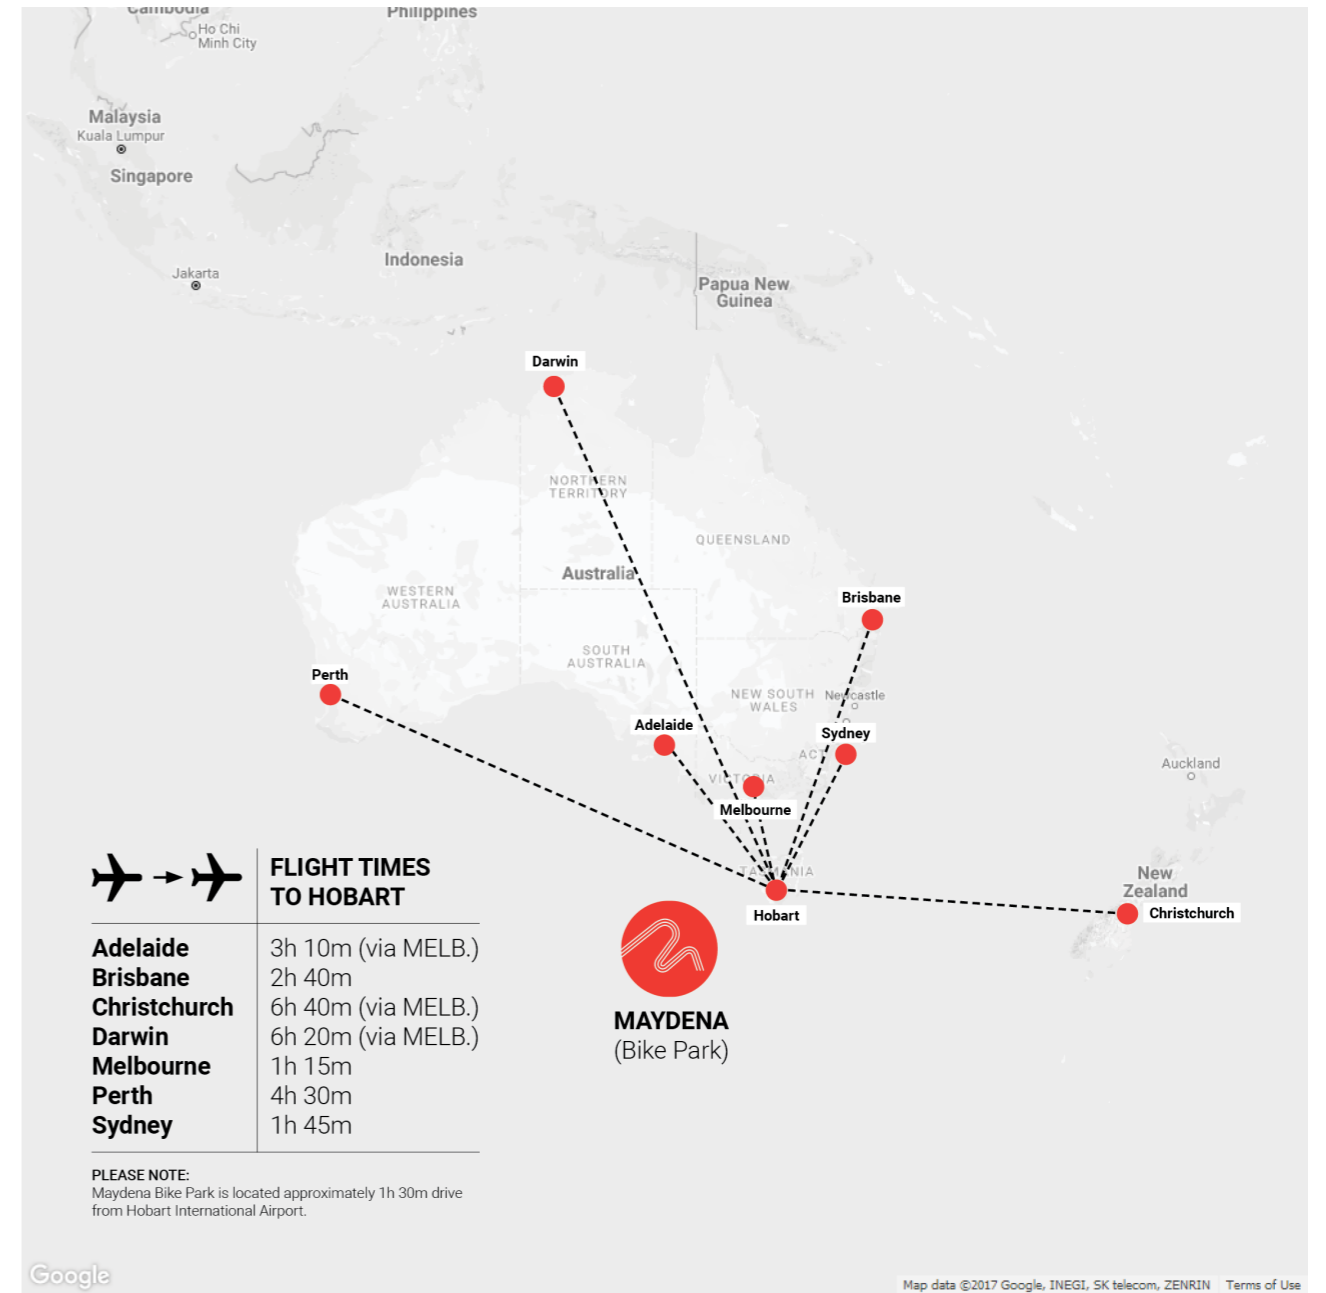 Cambodia
Philippines
Ho Chi
Minh City
Malaysia
Kuala Lumpur
Singapore
Indonesia
Jakarta
Papua New
Guinea
Darwin
NORTHERN
TERRITORY
QUEENSLAND
Australia
WESTERN
AUSTRALIA
Brisbane
SOUTH
AUSTRALIA
Perth
NEW SOUTH
WALES
Newcastle
Adelaide
Sydney
ACT
Auckland
VICTORIA
Melbourne
TASMANIA
New
Zealand
Hobart
Christchurch
FLIGHT TIMES
TO HOBART
Adelaide 3h 10m (via MELB.)
Brisbane 2h 40m
Christchurch 6h 40m (via MELB.)
Darwin 6h 20m (via MELB.)
Melbourne 1h 15m
Perth 4h 30m
Sydney 1h 45m
MAYDENA
(Bike Park)
PLEASE NOTE:
Maydena Bike Park is located approximately 1h 30m drive
from Hobart International Airport.
Google
Map data ©2017 Google, INEGI, SK telecom, ZENRIN Terms of Use